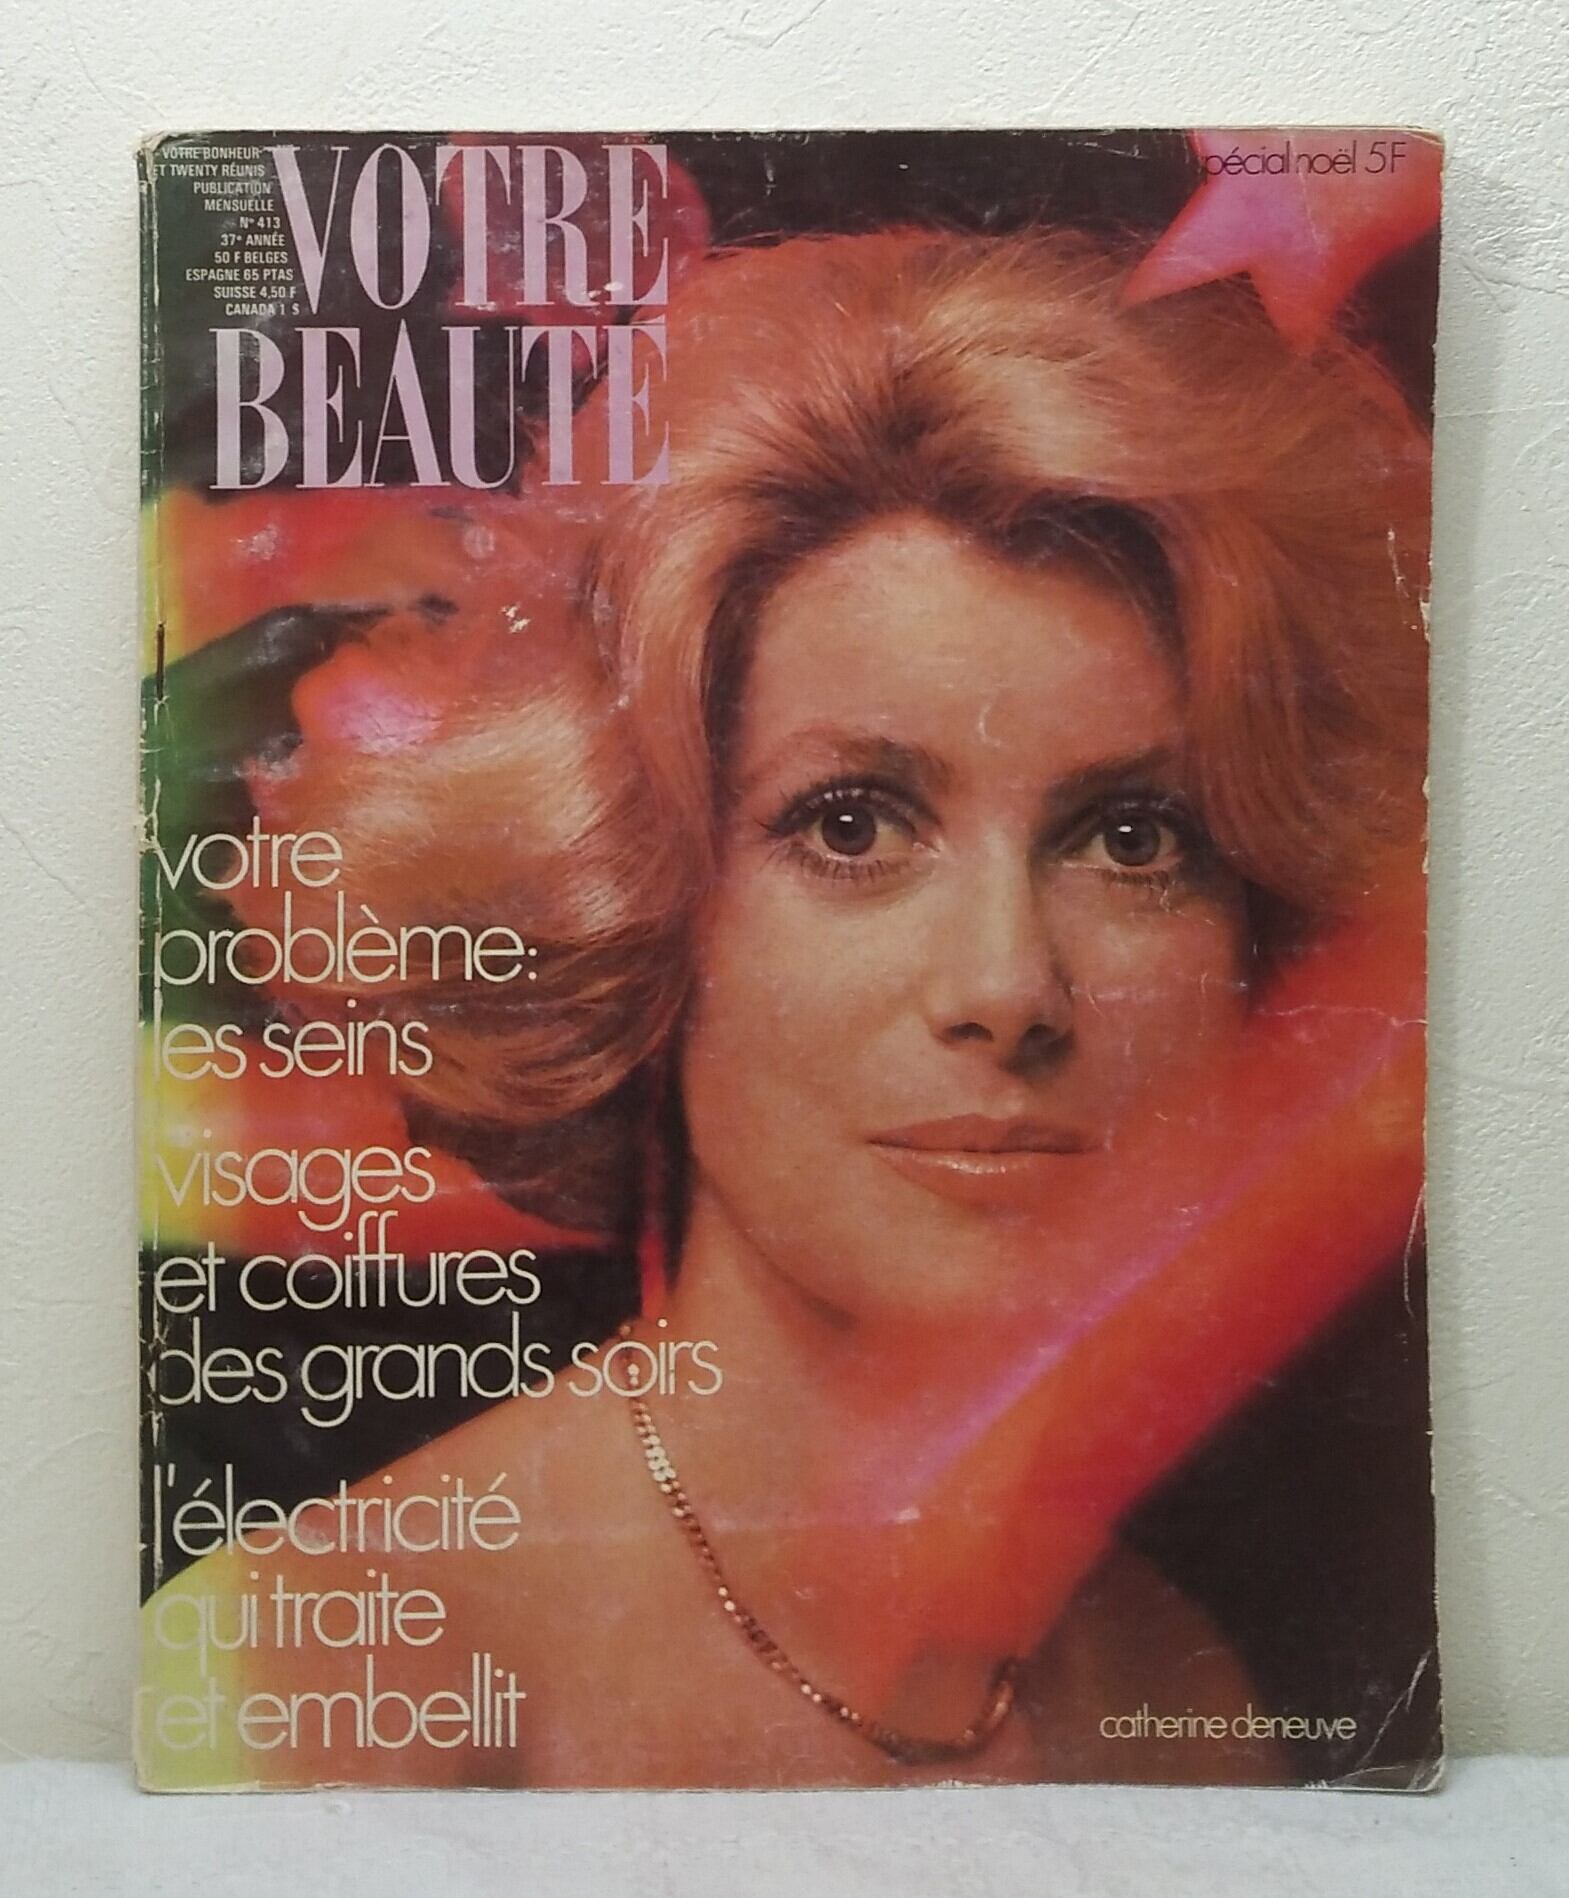 VOTRE BONHEUR
ET TWENTY RÉUNIS
PUBLICATION
MENSUELLE
N° 413
37e ANNÉE
50 F BELGES
ESPAGNE 65 PTAS
SUISSE 4,50 F
CANADA 1 $
VOTRE
BEAUTÉ
spécial noël 5F
votre
problème:
les seins
visages
et coiffures
des grands soirs
l'électricité
qui traite
et embellit
catherine deneuve